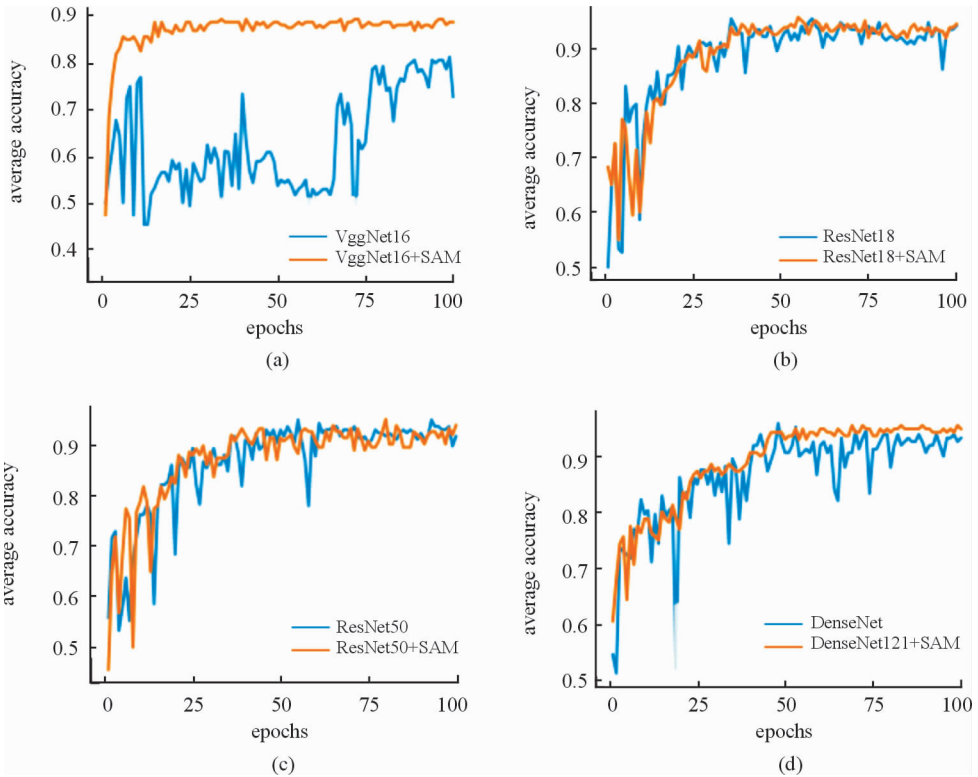 0.9
0.8
0.7
0.6
0.5
0.4
average accuracy
VggNet16
VggNet16+SAM
0 25 50 75 100
epochs
(a)
0.9
0.8
0.7
0.6
0.5
average accuracy
ResNet18
ResNet18+SAM
0 25 50 75 100
epochs
(b)
0.9
0.8
0.7
0.6
0.5
average accuracy
ResNet50
ResNet50+SAM
0 25 50 75 100
epochs
(c)
0.9
0.8
0.7
0.6
0.5
average accuracy
DenseNet
DenseNet121+SAM
0 25 50 75 100
epochs
(d)